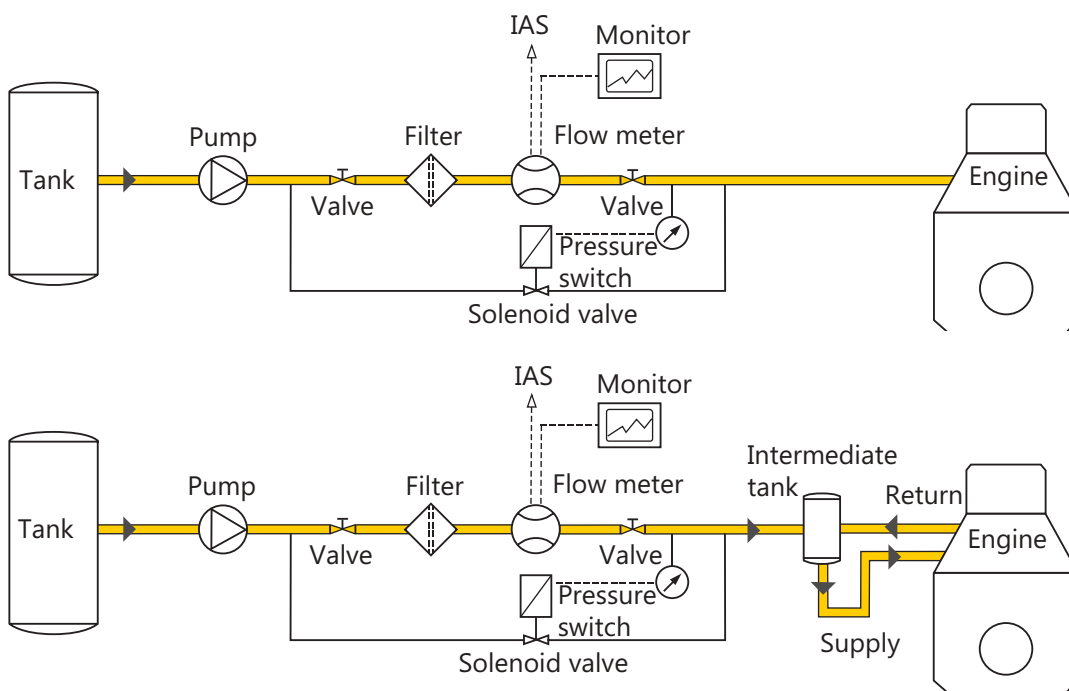 IAS
Monitor
Pump
Filter
Flow meter
Tank
Engine
Valve
Valve
Pressure
switch
Solenoid valve
IAS
Monitor
Intermediate
tank
Pump
Filter
Flow meter
Return
Tank
Engine
Valve
Valve
Pressure
switch
Supply
Solenoid valve